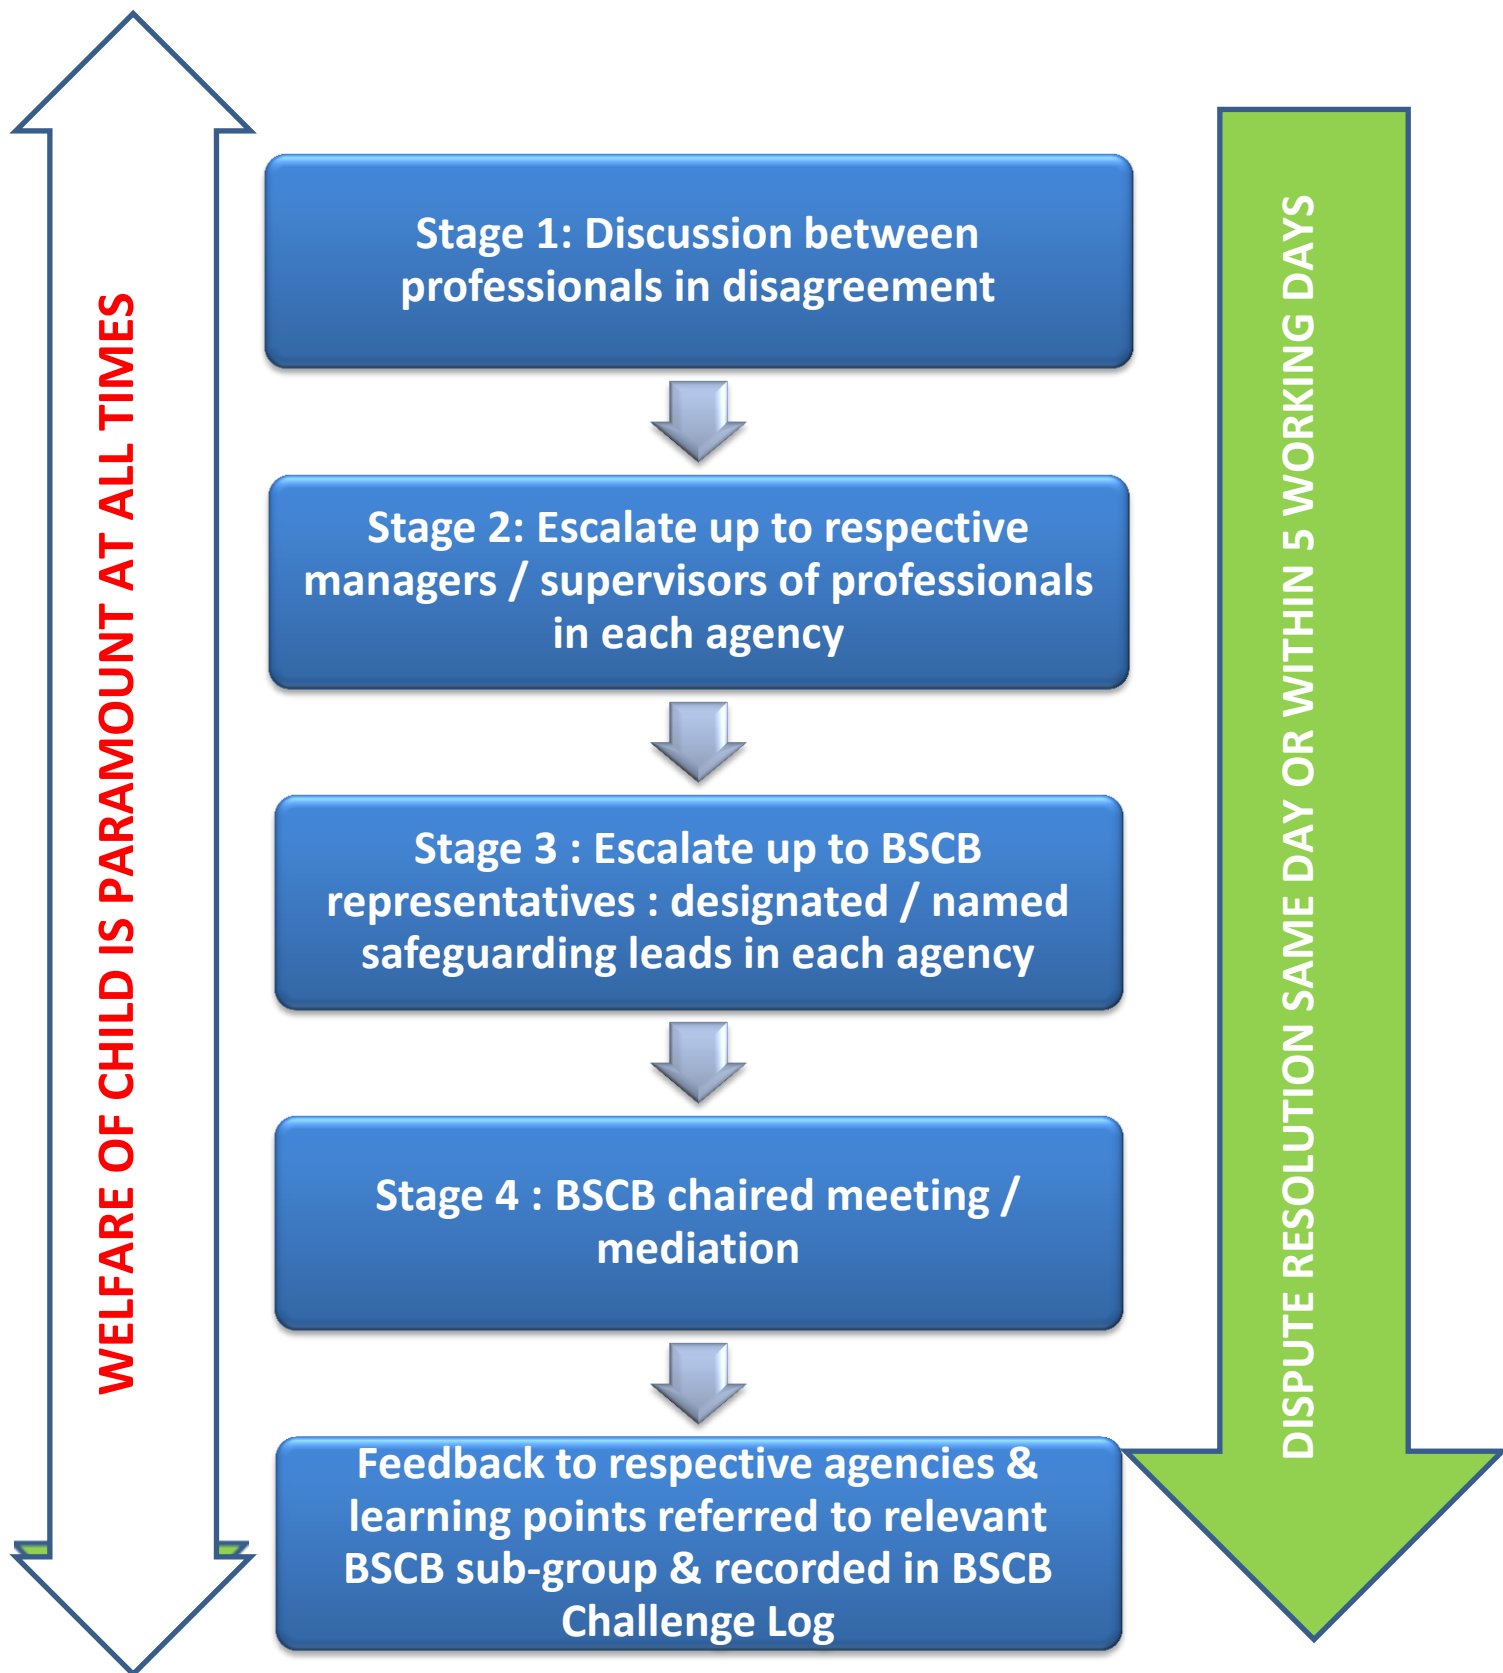 WELFARE OF CHILD IS PARAMOUNT AT ALL TIMES
Stage 1: Discussion between
professionals in disagreement
Stage 2: Escalate up to respective
managers / supervisors of professionals
in each agency
Stage 3 : Escalate up to BSCB
representatives : designated / named
safeguarding leads in each agency
Stage 4 : BSCB chaired meeting /
mediation
Feedback to respective agencies &
learning points referred to relevant
BSCB sub-group & recorded in BSCB
Challenge Log
DISPUTE RESOLUTION SAME DAY OR WITHIN 5 WORKING DAYS